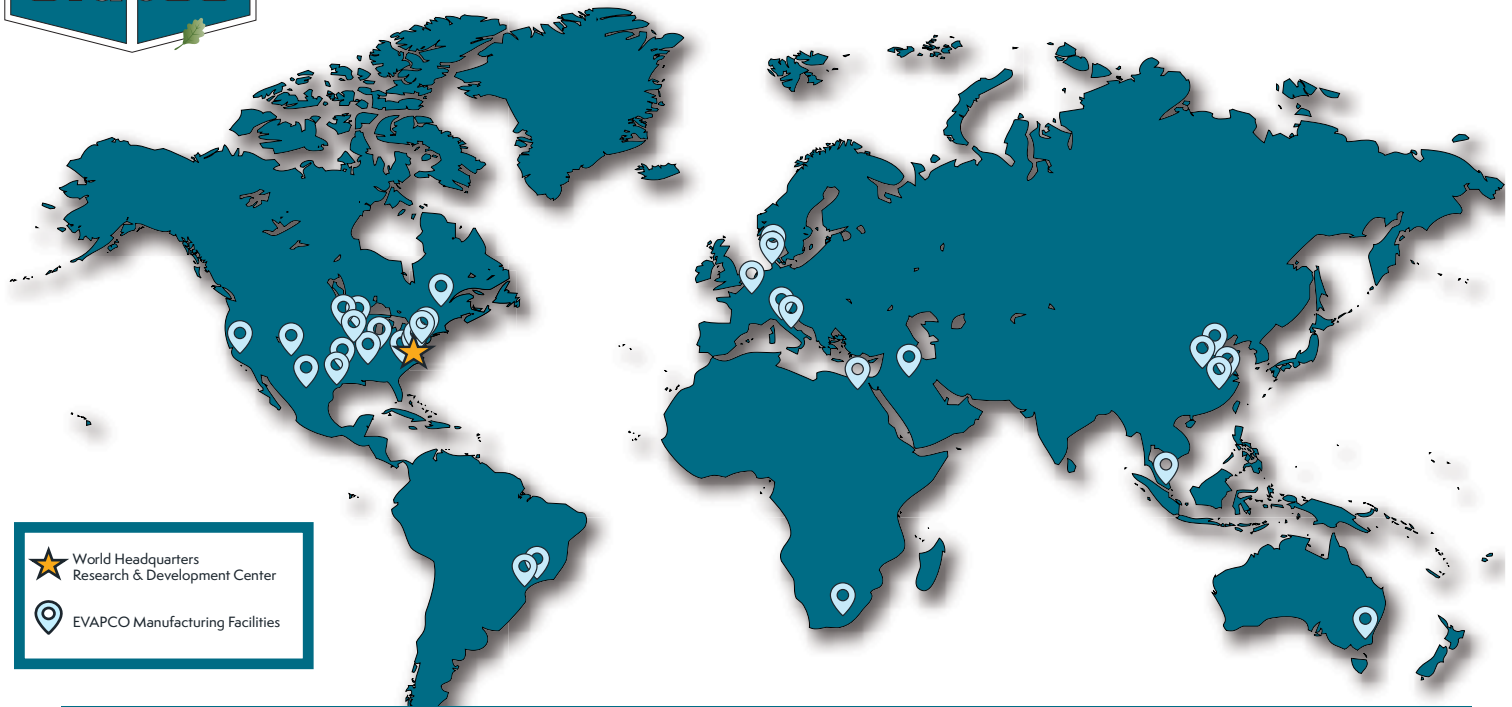 World Headquarters
Research & Development Center
EVAPCO Manufacturing Facilities